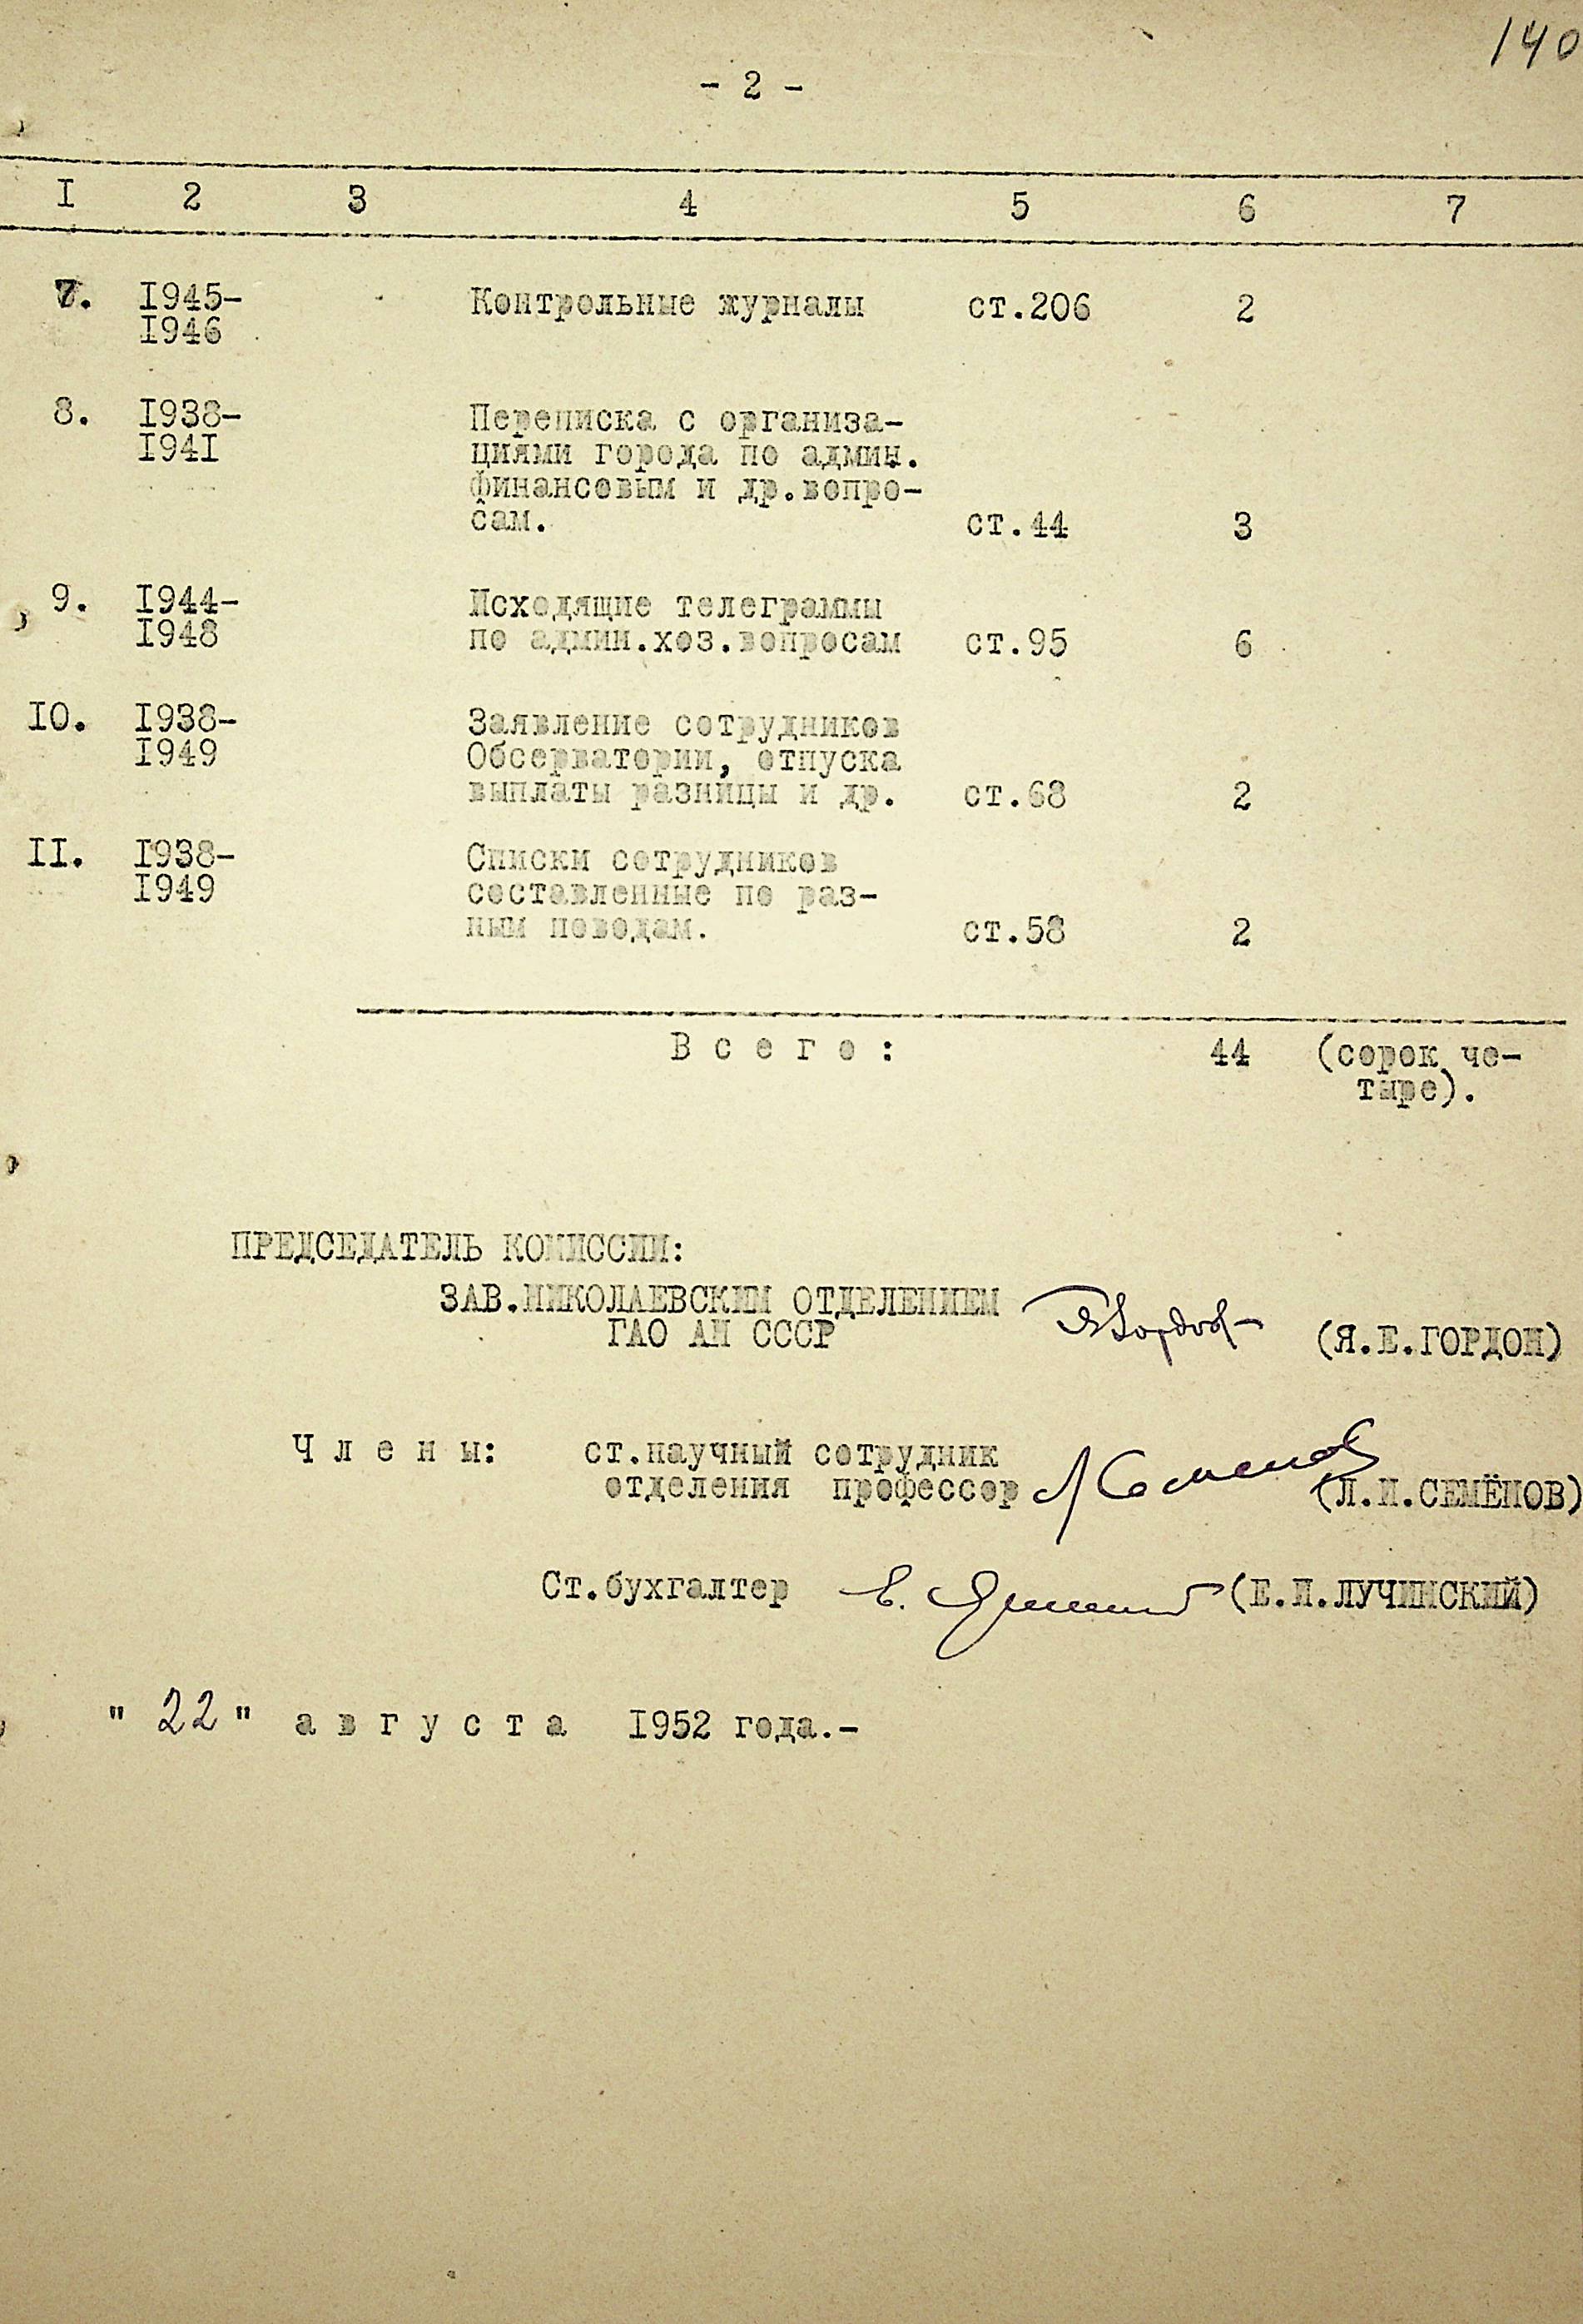 140
- 2 -
I 2 3 4 5 6 7
7. I945- Контрольные журналы ст.206 2
I946
8. I938- Переписка с организа-
I94I циями города по админ.
финансовым и др.вопро-
сам. ст.44 3
9. I944- Исходящие телеграммы
I948 по админ.хоз.вопросам ст.95 6
I0. I938- Заявление сотрудников
I949 Обсерватории, отпуска
выплаты разницы и др. ст.68 2
II. I938- Списки сотрудников
I949 составленные по раз-
ным поводам. ст.58 2
В с е г о : 44 (сорок че-
тыре).
ПРЕДСЕДАТЕЛЬ КОМИССИИ:
ЗАВ.НИКОЛАЕВСКИМ ОТДЕЛЕНИЕМ
ГАО АН СССР (Я.Е.ГОРДОН)
Ч л е н ы: ст.научный сотрудник
отделения профессор (Л.И.СЕМЁНОВ)
Ст.бухгалтер (Е.И.ЛУЧИНСКИЙ)
" 22 " а в г у с т а I952 года.-